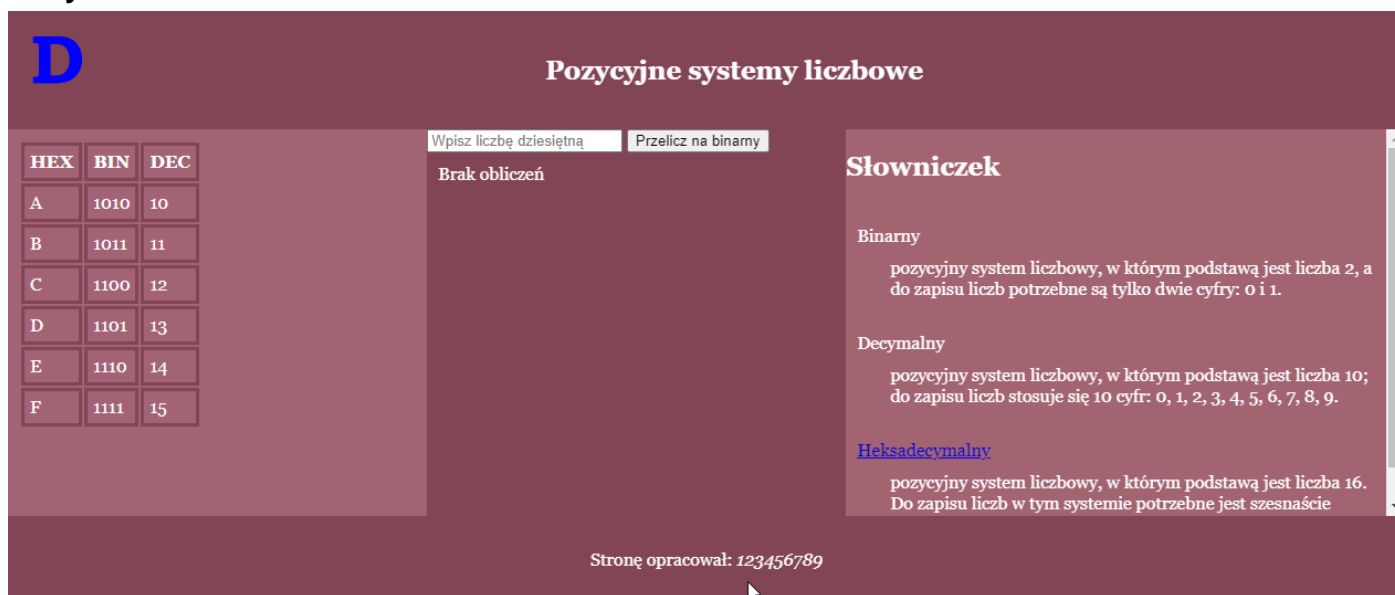 D
Pozycyjne systemy liczbowe
HEX BIN DEC
A 1010 10
B 1011 11
C 1100 12
D 1101 13
E 1110 14
F 1111 15
Wpisz liczbę dziesiętną Przelicz na binarny
Brak obliczeń
Słowniczek
Binarny
pozycyjny system liczbowy, w którym podstawą jest liczba 2, a
do zapisu liczb potrzebne są tylko dwie cyfry: 0 i 1.
Decymalny
pozycyjny system liczbowy, w którym podstawą jest liczba 10;
do zapisu liczb stosuje się 10 cyfr: 0, 1, 2, 3, 4, 5, 6, 7, 8, 9.
Heksadecymalny
pozycyjny system liczbowy, w którym podstawą jest liczba 16.
Do zapisu liczb w tym systemie potrzebne jest szesnaście
Stronę opracował: 123456789